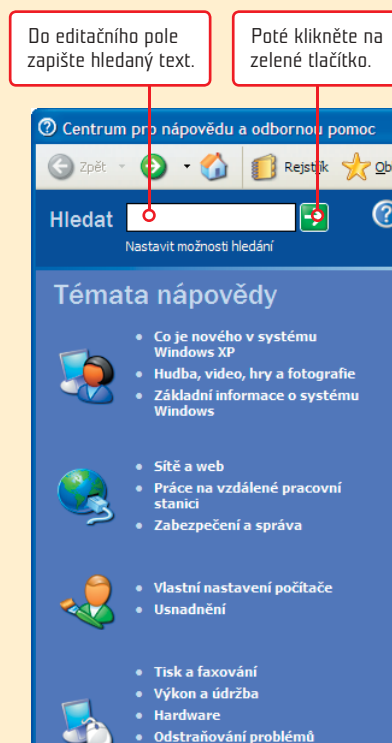 Do editačního pole
zapište hledaný text.
Poté klikněte na
zelené tlačítko.
Centrum pro nápovědu a odbornou pomoc
Zpět Rejstřík Ob
Hledat
Nastavit možnosti hledání
Témata nápovědy
• Co je nového v systému
Windows XP
• Hudba, video, hry a fotografie
• Základní informace o systému
Windows
• Sítě a web
• Práce na vzdálené pracovní
stanici
• Zabezpečení a správa
• Vlastní nastavení počítače
• Usnadnění
• Tisk a faxování
• Výkon a údržba
• Hardware
• Odstraňování problémů